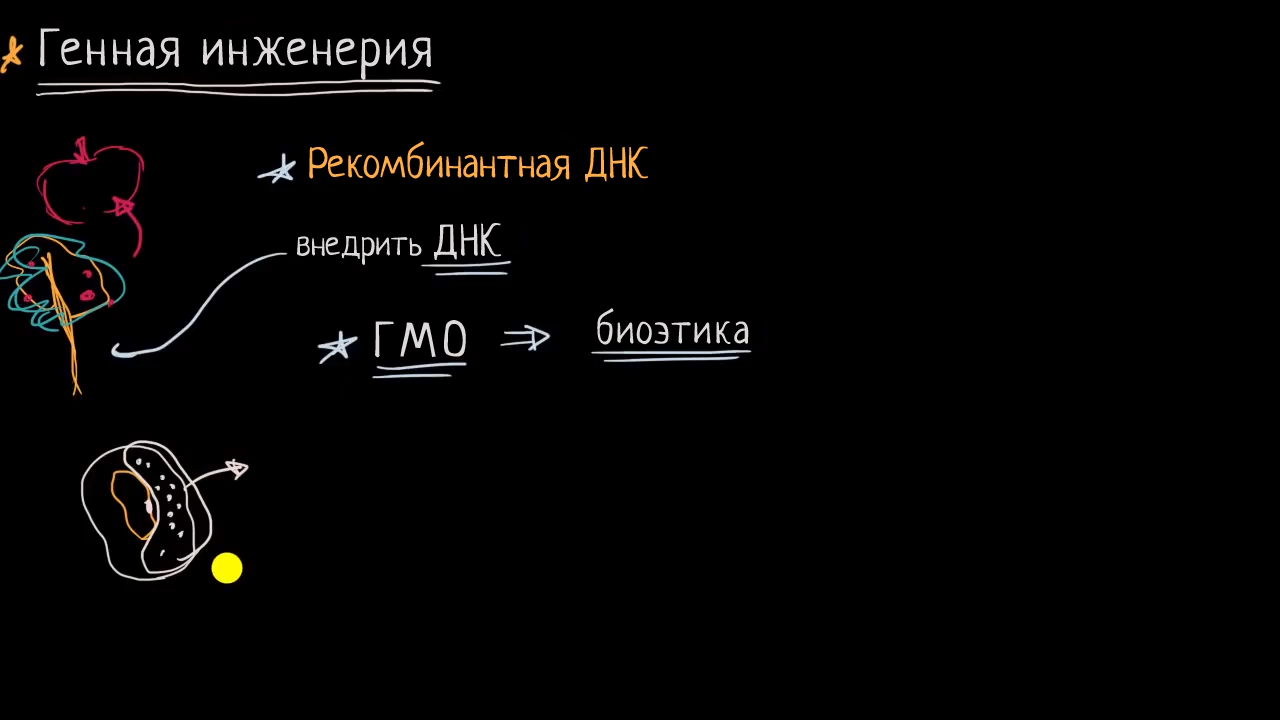 Генная инженерия
Рекомбинантная ДНК
внедрить ДНК
ГМО ⇒ биоэтика